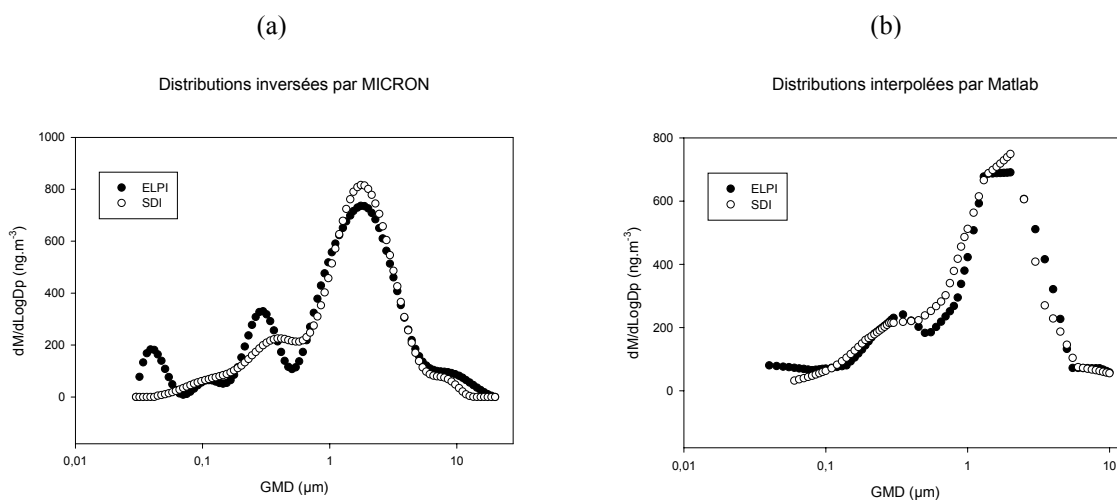 (a)
Distributions inversées par MICRON
1000
800
600
400
200
0
dM/dLogDp (ng.m-3)
ELPI
SDI
0,01
0,1
1
10
GMD (µm)
(b)
Distributions interpolées par Matlab
800
600
400
200
0
dM/dLogDp (ng.m-3)
ELPI
SDI
0,01
0,1
1
10
GMD (µm)